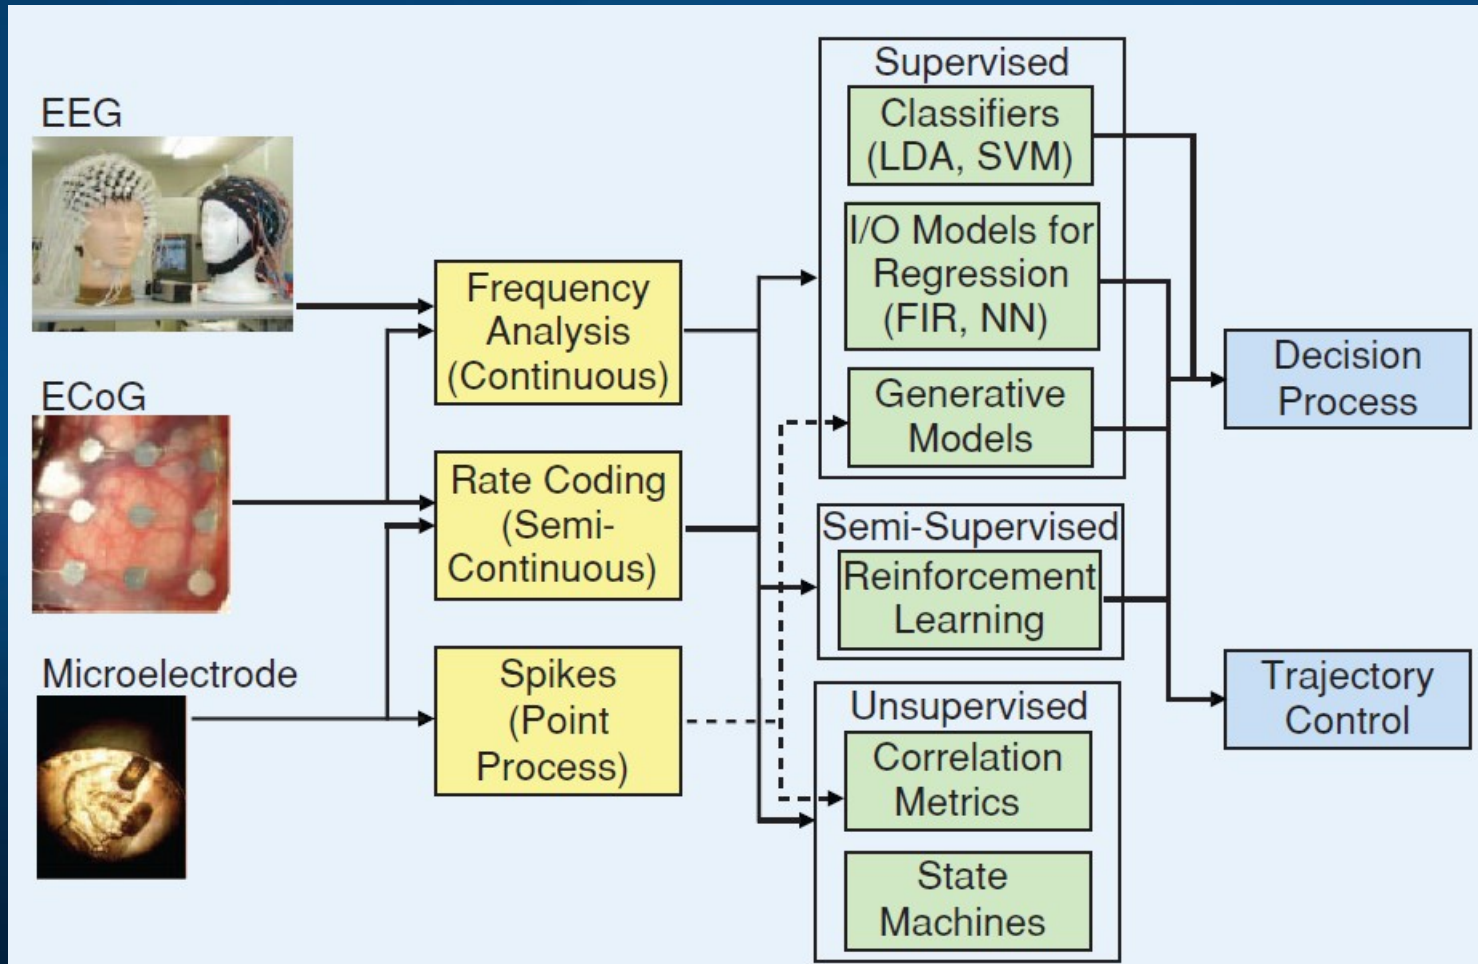 EEG
ECoG
Microelectrode
Frequency
Analysis
(Continuous)
Rate Coding
(Semi-
Continuous)
Spikes
(Point
Process)
Supervised
Classifiers
(LDA, SVM)
I/O Models for
Regression
(FIR, NN)
Generative
Models
Semi-Supervised
Reinforcement
Learning
Unsupervised
Correlation
Metrics
State
Machines
Decision
Process
Trajectory
Control